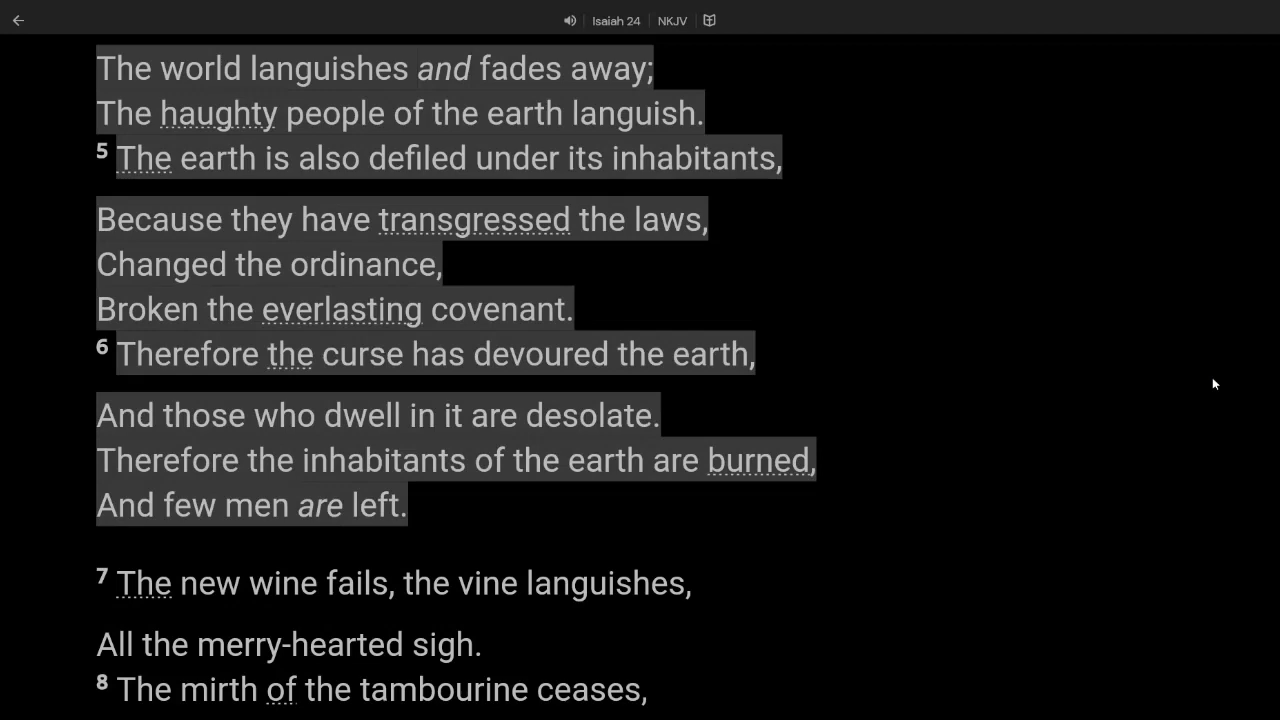 Isaiah 24 NKJV
The world languishes and fades away;
The haughty people of the earth languish.
5 The earth is also defiled under its inhabitants,
Because they have transgressed the laws,
Changed the ordinance,
Broken the everlasting covenant.
6 Therefore the curse has devoured the earth,
And those who dwell in it are desolate.
Therefore the inhabitants of the earth are burned,
And few men are left.
7 The new wine fails, the vine languishes,
All the merry-hearted sigh.
8 The mirth of the tambourine ceases,